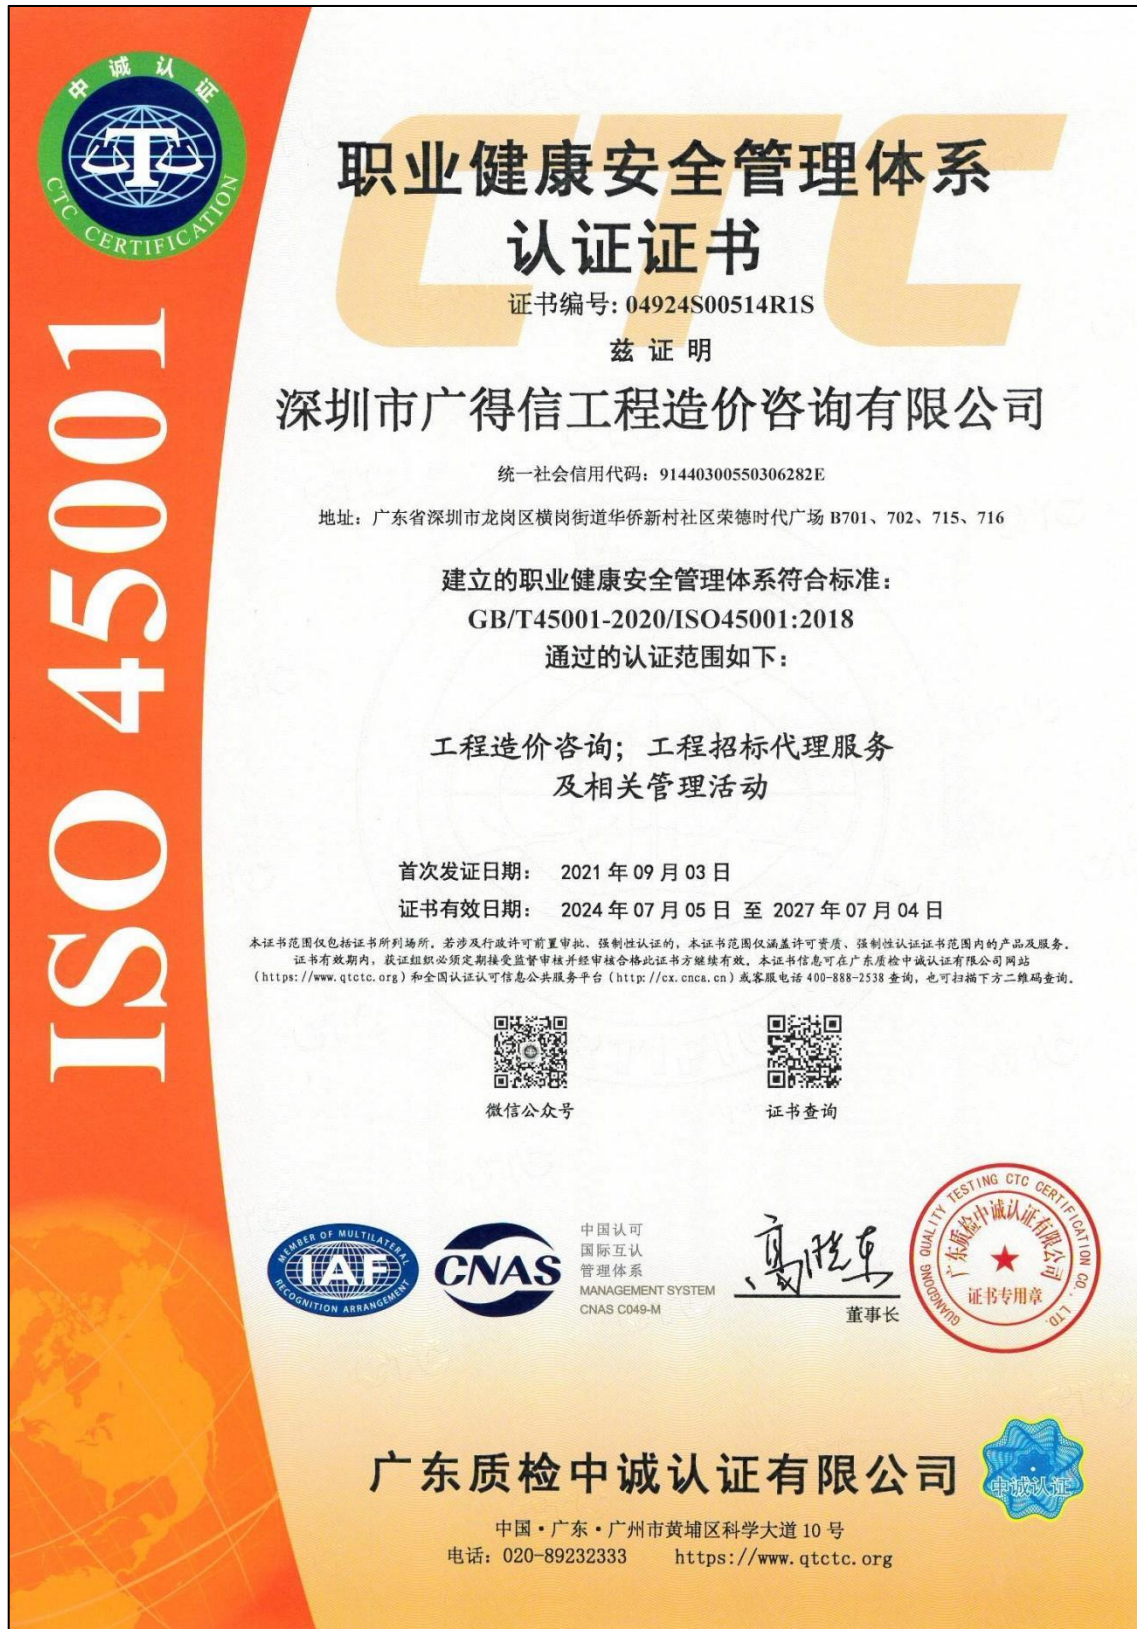 中诚认证
CTC CERTIFICATION
ISO 45001
CTC
职业健康安全管理体系
认证证书
证书编号: 04924S00514R1S
兹 证 明
深圳市广得信工程造价咨询有限公司
统一社会信用代码: 91440300550306282E
地址: 广东省深圳市龙岗区横岗街道华侨新村社区荣德时代广场 B701、702、715、716
建立的职业健康安全管理体系符合标准:
GB/T45001-2020/ISO45001:2018
通过的认证范围如下:
工程造价咨询; 工程招标代理服务
及相关管理活动
首次发证日期: 2021 年 09 月 03 日
证书有效日期: 2024 年 07 月 05 日 至 2027 年 07 月 04 日
本证书范围仅包括证书所列场所。若涉及行政许可前置审批、强制性认证的, 本证书范围仅涵盖许可资质、强制性认证证书范围内的产品及服务。
证书有效期内, 获证组织必须定期接受监督审核并经审核合格此证书方继续有效。本证书信息可在广东质检中诚认证有限公司网站
(https://www.qtctc.org) 和全国认证认可信息公共服务平台 (http://cx.cnca.cn) 或客服电话 400-888-2538 查询, 也可扫描下方二维码查询。
微信公众号
证书查询
MEMBER OF MULTILATERAL
IAF
RECOGNITION ARRANGEMENT
CNAS
中国认可
国际互认
管理体系
MANAGEMENT SYSTEM
CNAS C049-M
高晓东
董事长
GUANGDONG QUALITY TESTING CTC CERTIFICATION CO., LTD.
广东质检中诚认证有限公司
证书专用章
广东质检中诚认证有限公司
中诚认证
中国·广东·广州市黄埔区科学大道 10 号
电话: 020-89232333 https://www.qtctc.org